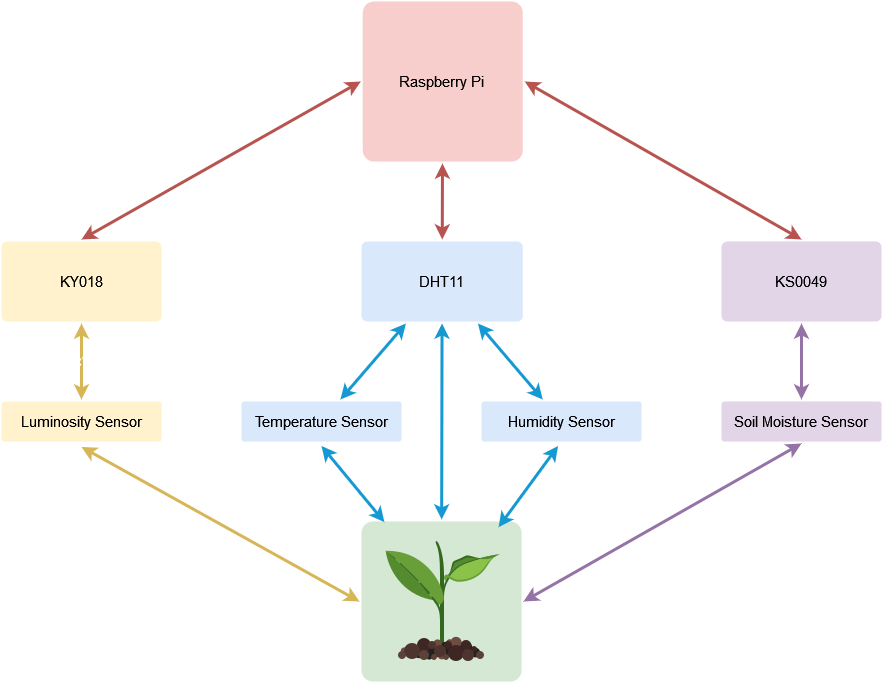 Raspberry Pi
KY018
DHT11
KS0049
Luminosity Sensor
Temperature Sensor
Humidity Sensor
Soil Moisture Sensor